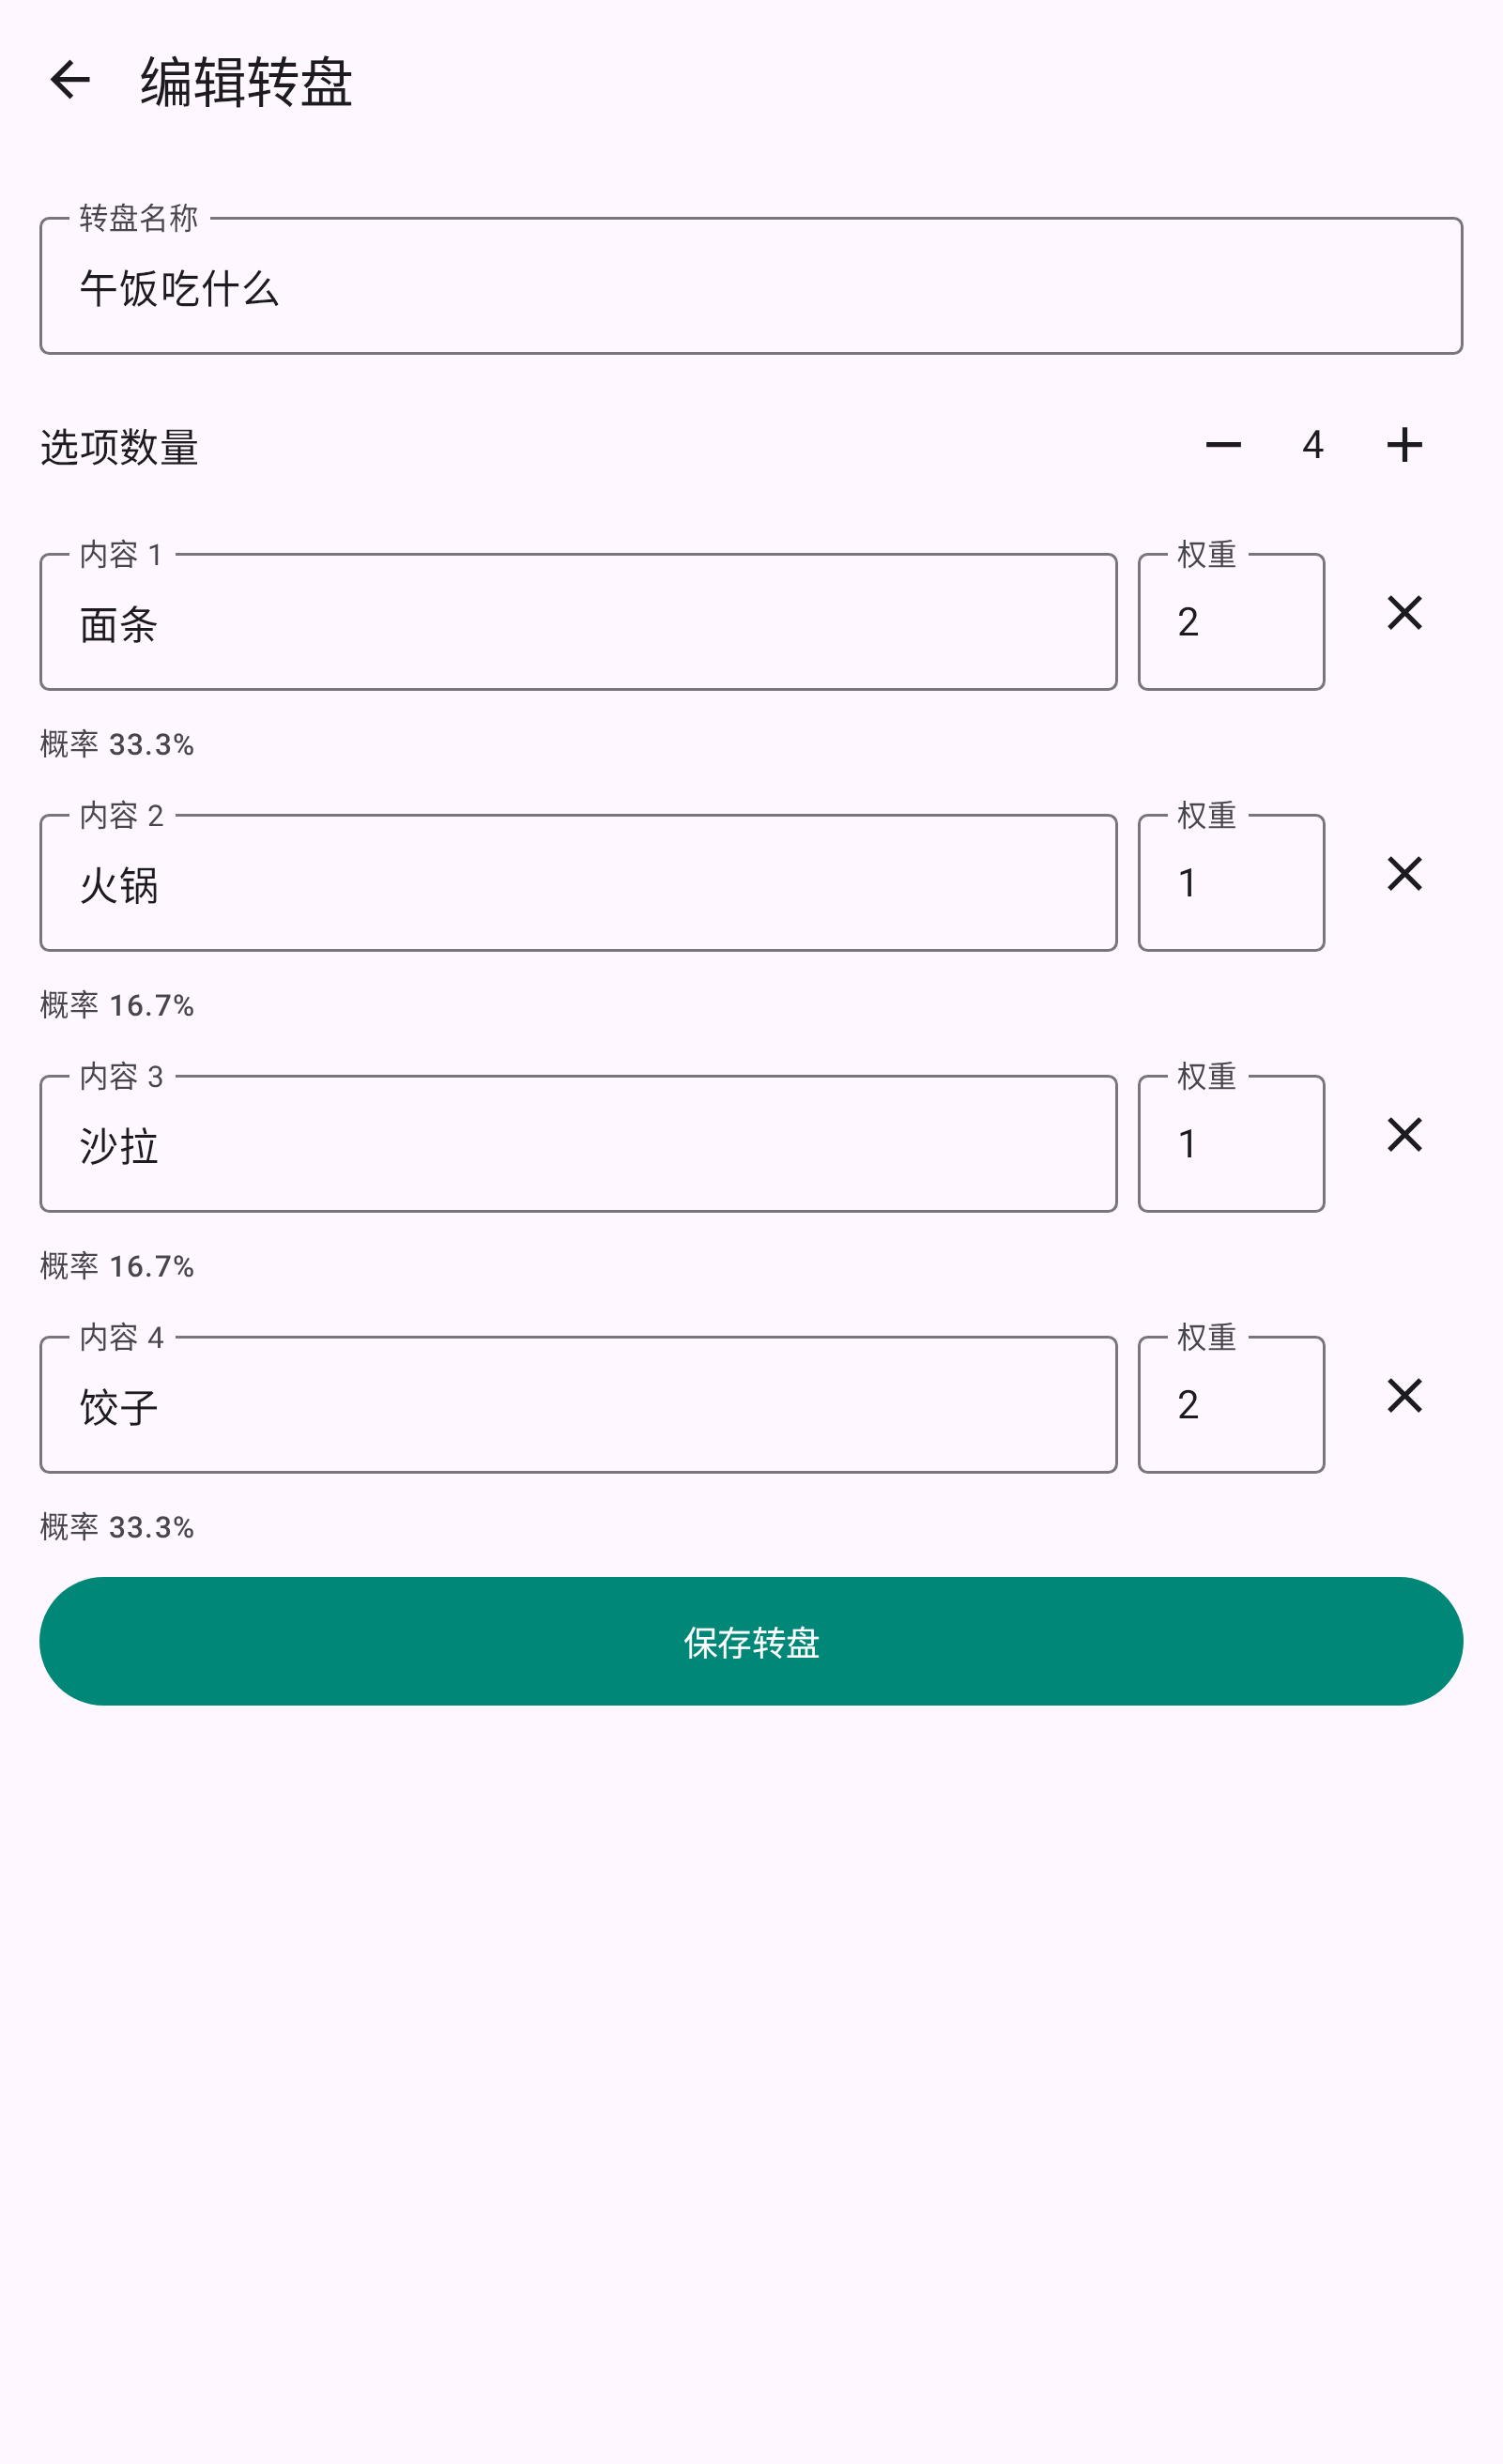 编辑转盘
转盘名称
午饭吃什么
选项数量 4
内容 1 权重
面条 2
概率 33.3%
内容 2 权重
火锅 1
概率 16.7%
内容 3 权重
沙拉 1
概率 16.7%
内容 4 权重
饺子 2
概率 33.3%
保存转盘